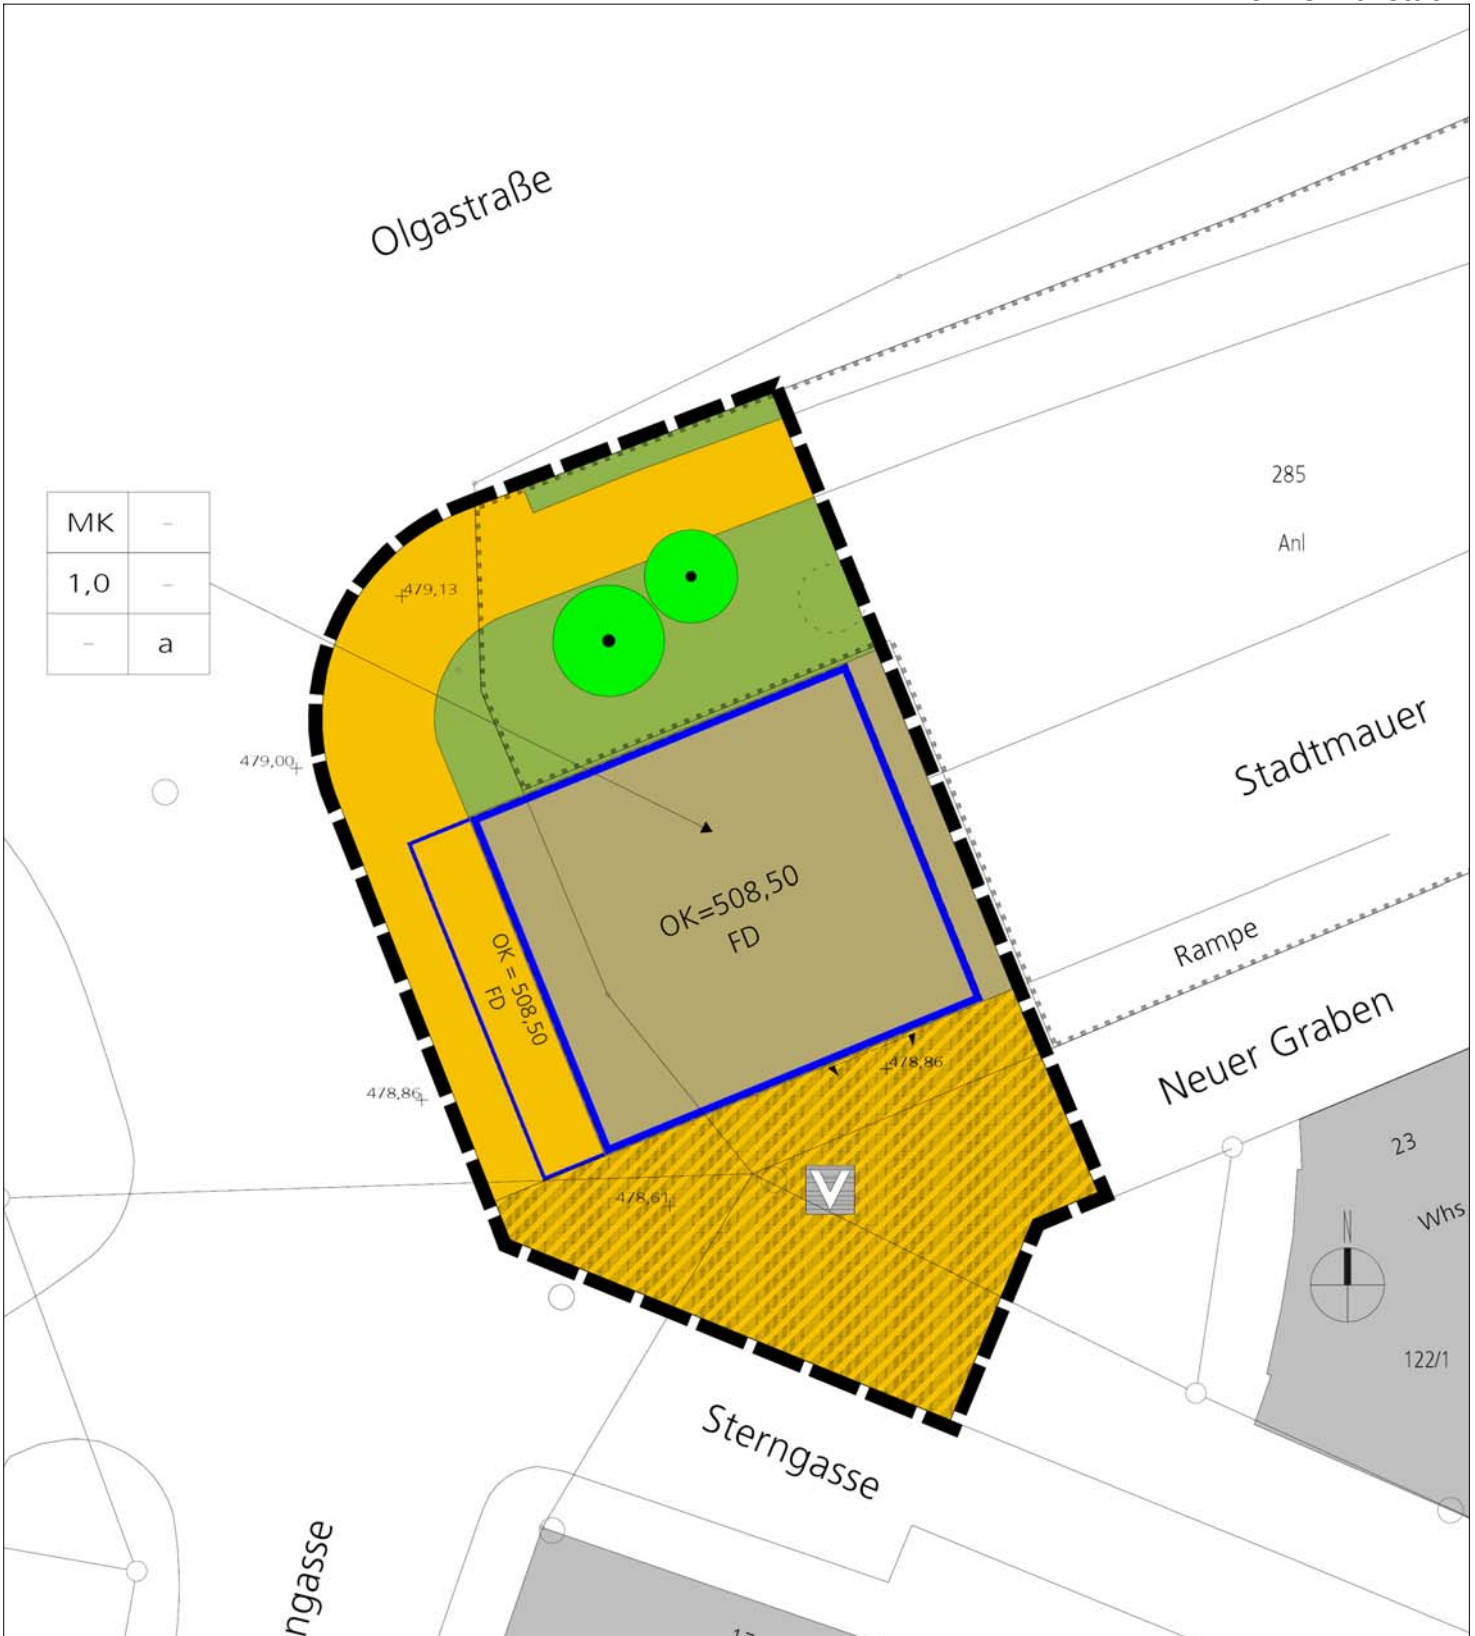 Olgastraße
285
Anl
MK –
1,0 –
– a
479,13
479,00
Stadtmauer
OK=508,50
FD
OK = 508,50
FD
Rampe
Neuer Graben
478,86
478,86
23
Whs
N
478,61
V
122/1
Sterngasse
ngasse